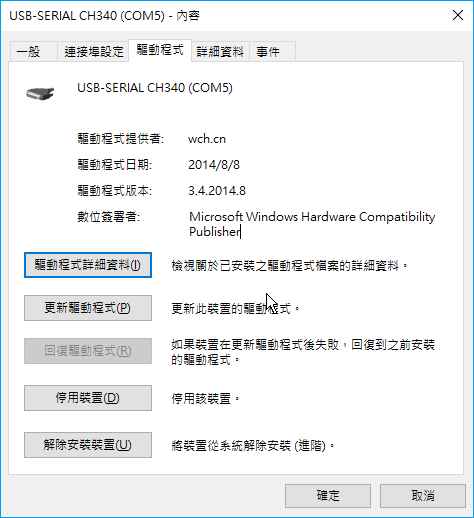 USB-SERIAL CH340 (COM5) - 內容
一般 連接埠設定 驅動程式 詳細資料 事件
USB-SERIAL CH340 (COM5)
驅動程式提供者: wch.cn
驅動程式日期: 2014/8/8
驅動程式版本: 3.4.2014.8
數位簽署者: Microsoft Windows Hardware Compatibility
Publisher
驅動程式詳細資料(I) 檢視關於已安裝之驅動程式檔案的詳細資料。
更新驅動程式(P) 更新此裝置的驅動程式。
回復驅動程式(R) 如果裝置在更新驅動程式後失敗，回復到之前安裝
的驅動程式。
停用裝置(D) 停用該裝置。
解除安裝裝置(U) 將裝置從系統解除安裝 (進階)。
確定 取消